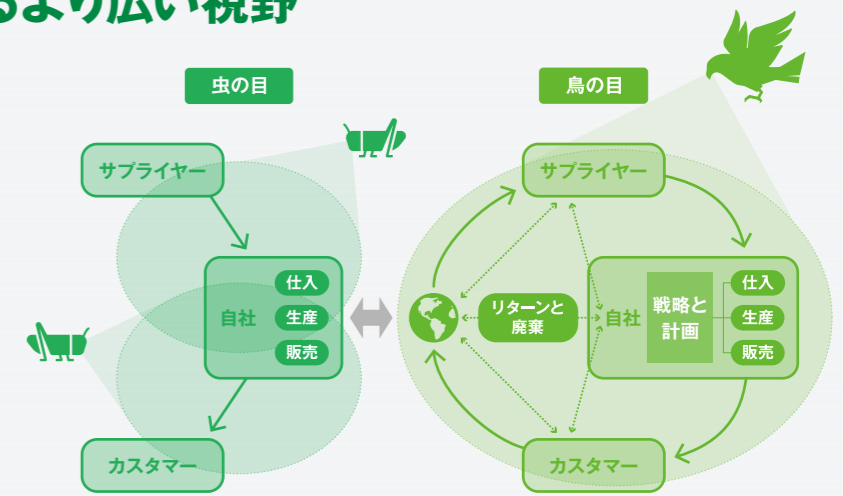 るより広い視野
虫の目
サプライヤー
自社
仕入
生産
販売
カスタマー
鳥の目
サプライヤー
リターンと
廃棄
自社
戦略と
計画
仕入
生産
販売
カスタマー